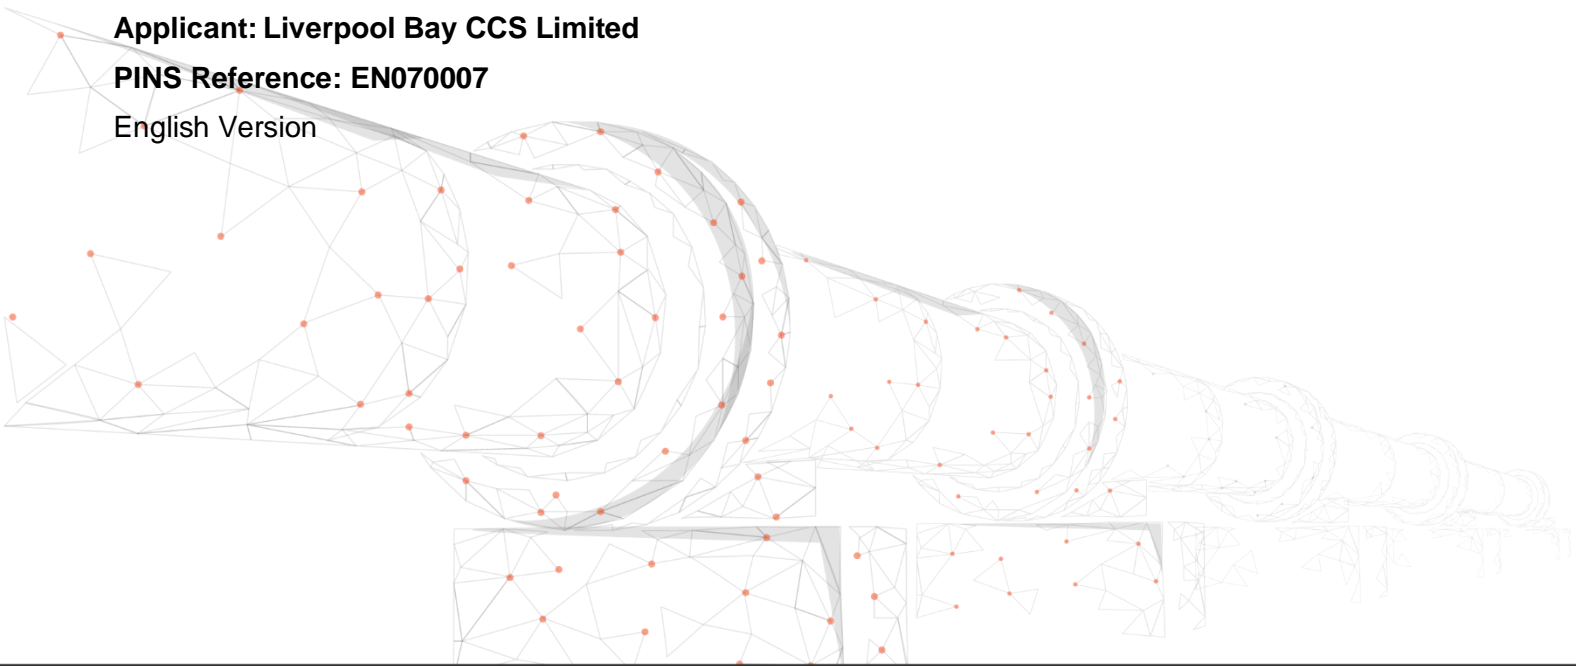 Applicant: Liverpool Bay CCS Limited
PINS Reference: EN070007
English Version